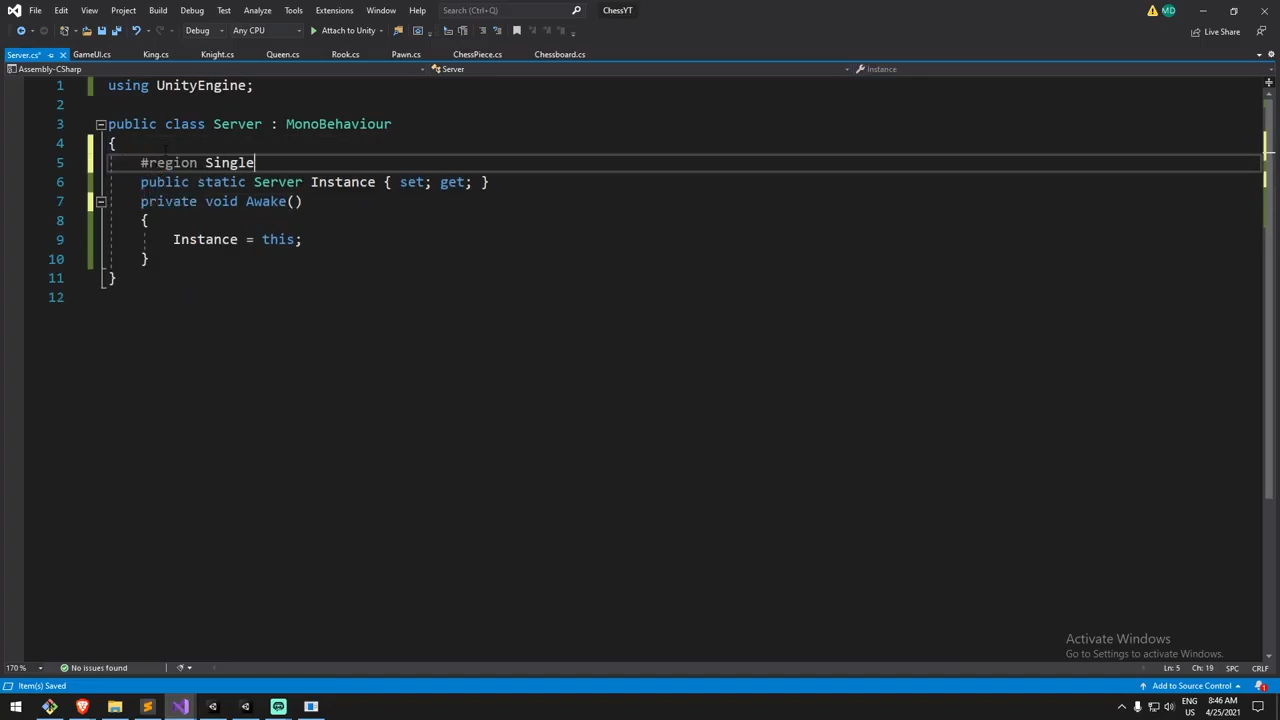 File Edit View Project Build Debug Test Analyze Tools Extensions Window Help Search (Ctrl+Q) ChessYT MD
Debug Any CPU Attach to Unity Live Share
Server.cs* GameUI.cs King.cs Knight.cs Queen.cs Rook.cs Pawn.cs ChessPiece.cs Chessboard.cs
Assembly-CSharp Server Instance
1 using UnityEngine;
2
3 public class Server : MonoBehaviour
4 {
5 #region Single
6 public static Server Instance { set; get; }
7 private void Awake()
8 {
9 Instance = this;
10 }
11 }
12
Activate Windows
Go to Settings to activate Windows.
170 % No issues found Ln: 5 Ch: 19 SPC CRLF
Item(s) Saved Add to Source Control 1
ENG 8:46 AM
US 4/25/2021